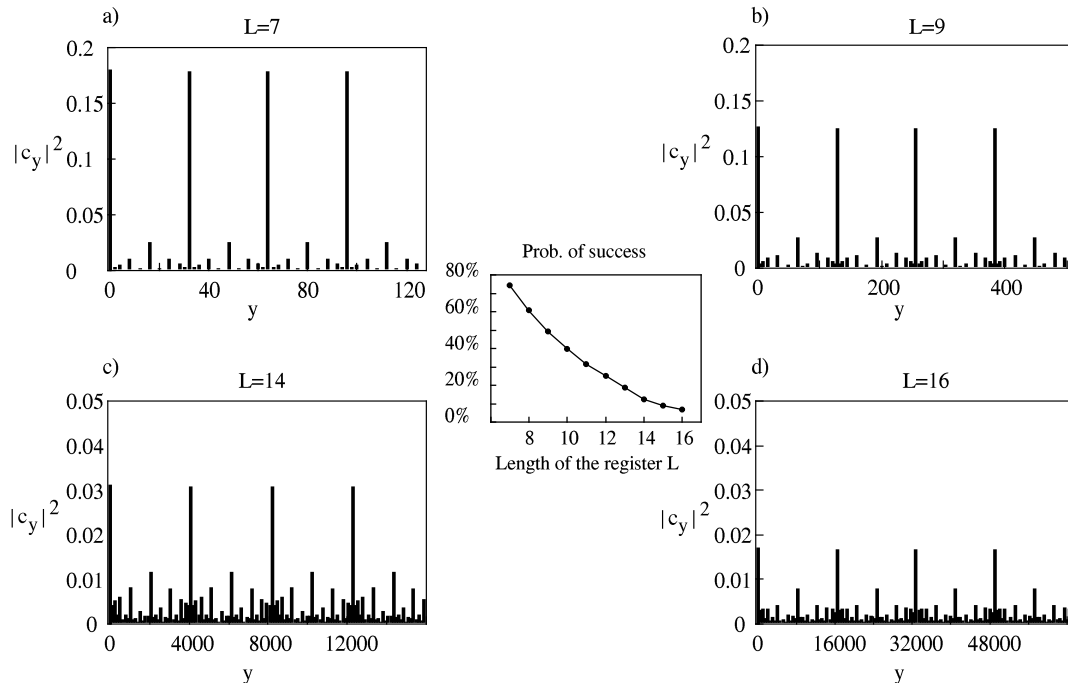 a)
L=7
0.2
0.15
0.1
0.05
0
|c_y|^2
0 40 80 120
y
b)
L=9
0.2
0.15
0.1
0.05
0
|c_y|^2
0 200 400
y
Prob. of success
80%
60%
40%
20%
0%
8 10 12 14 16
Length of the register L
c)
L=14
0.05
0.04
0.03
0.02
0.01
0
|c_y|^2
0 4000 8000 12000
y
d)
L=16
0.05
0.04
0.03
0.02
0.01
0
|c_y|^2
0 16000 32000 48000
y